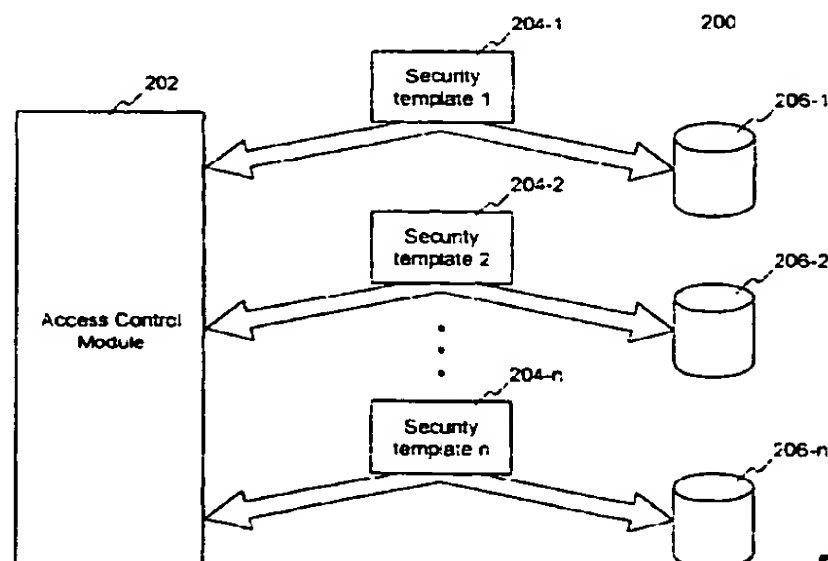 204-1
200
202
Security
template 1
206-1
204-2
Security
template 2
206-2
Access Control
Module
204-n
Security
template n
206-n